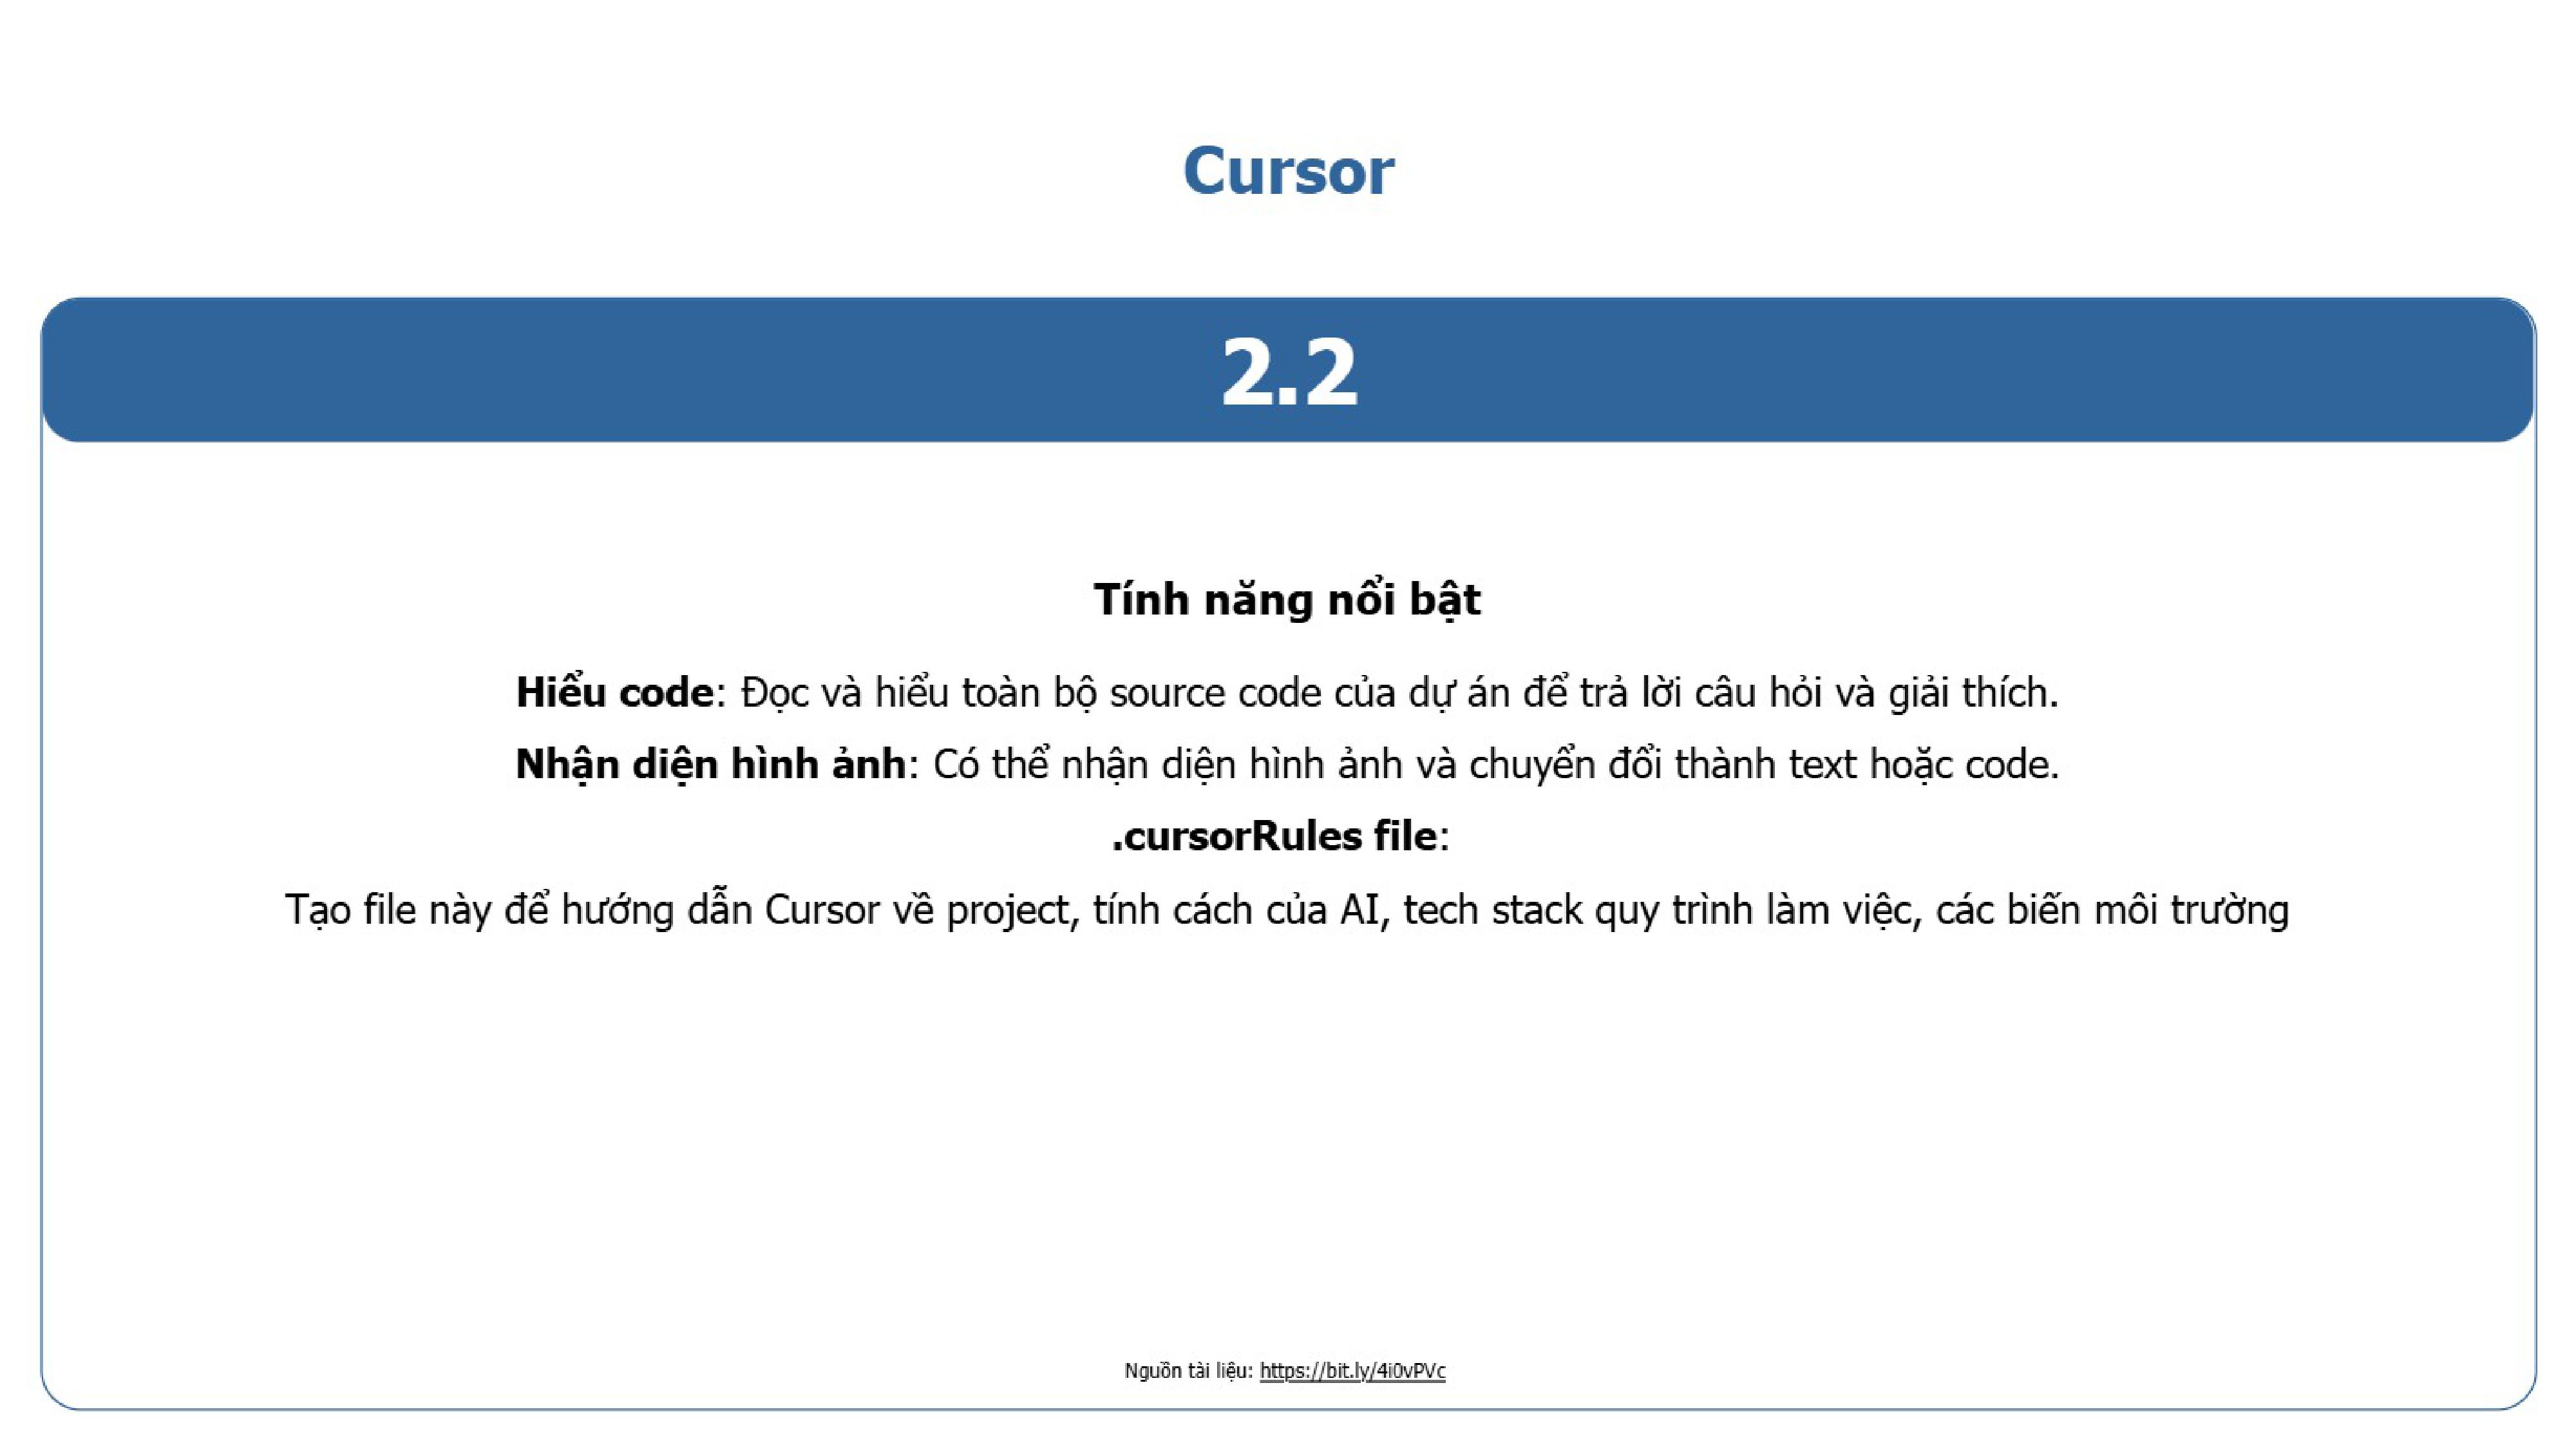 Cursor
2.2
Tính năng nổi bật
Hiểu code: Đọc và hiểu toàn bộ source code của dự án để trả lời câu hỏi và giải thích.
Nhận diện hình ảnh: Có thể nhận diện hình ảnh và chuyển đổi thành text hoặc code.
.cursorRules file:
Tạo file này để hướng dẫn Cursor về project, tính cách của AI, tech stack quy trình làm việc, các biến môi trường
Nguồn tài liệu: https://bit.ly/4i0vPVc